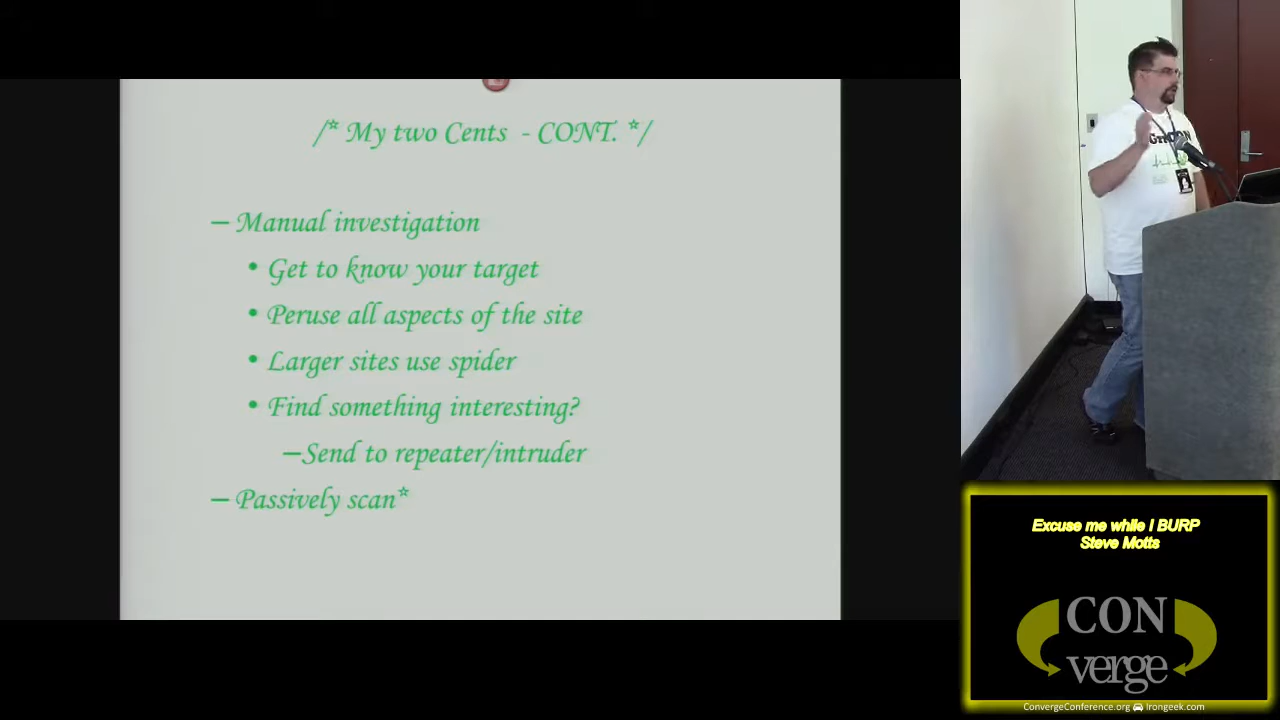 /* My two Cents - CONT. */
– Manual investigation
• Get to know your target
• Peruse all aspects of the site
• Larger sites use spider
• Find something interesting?
–Send to repeater/intruder
– Passively scan*
Excuse me while I BURP
Steve Motts
CON
verge
ConvergeConference.org Irongeek.com